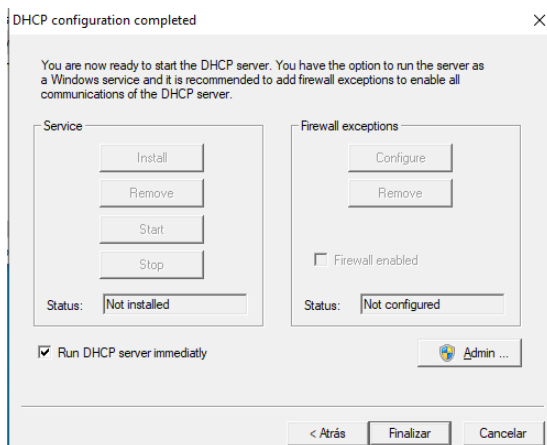 DHCP configuration completed
You are now ready to start the DHCP server. You have the option to run the server as
a Windows service and it is recommended to add firewall exceptions to enable all
communications of the DHCP server.
Service
Install
Remove
Start
Stop
Status: Not installed
Firewall exceptions
Configure
Remove
Firewall enabled
Status: Not configured
Run DHCP server immediatly
Admin ...
< Atrás
Finalizar
Cancelar